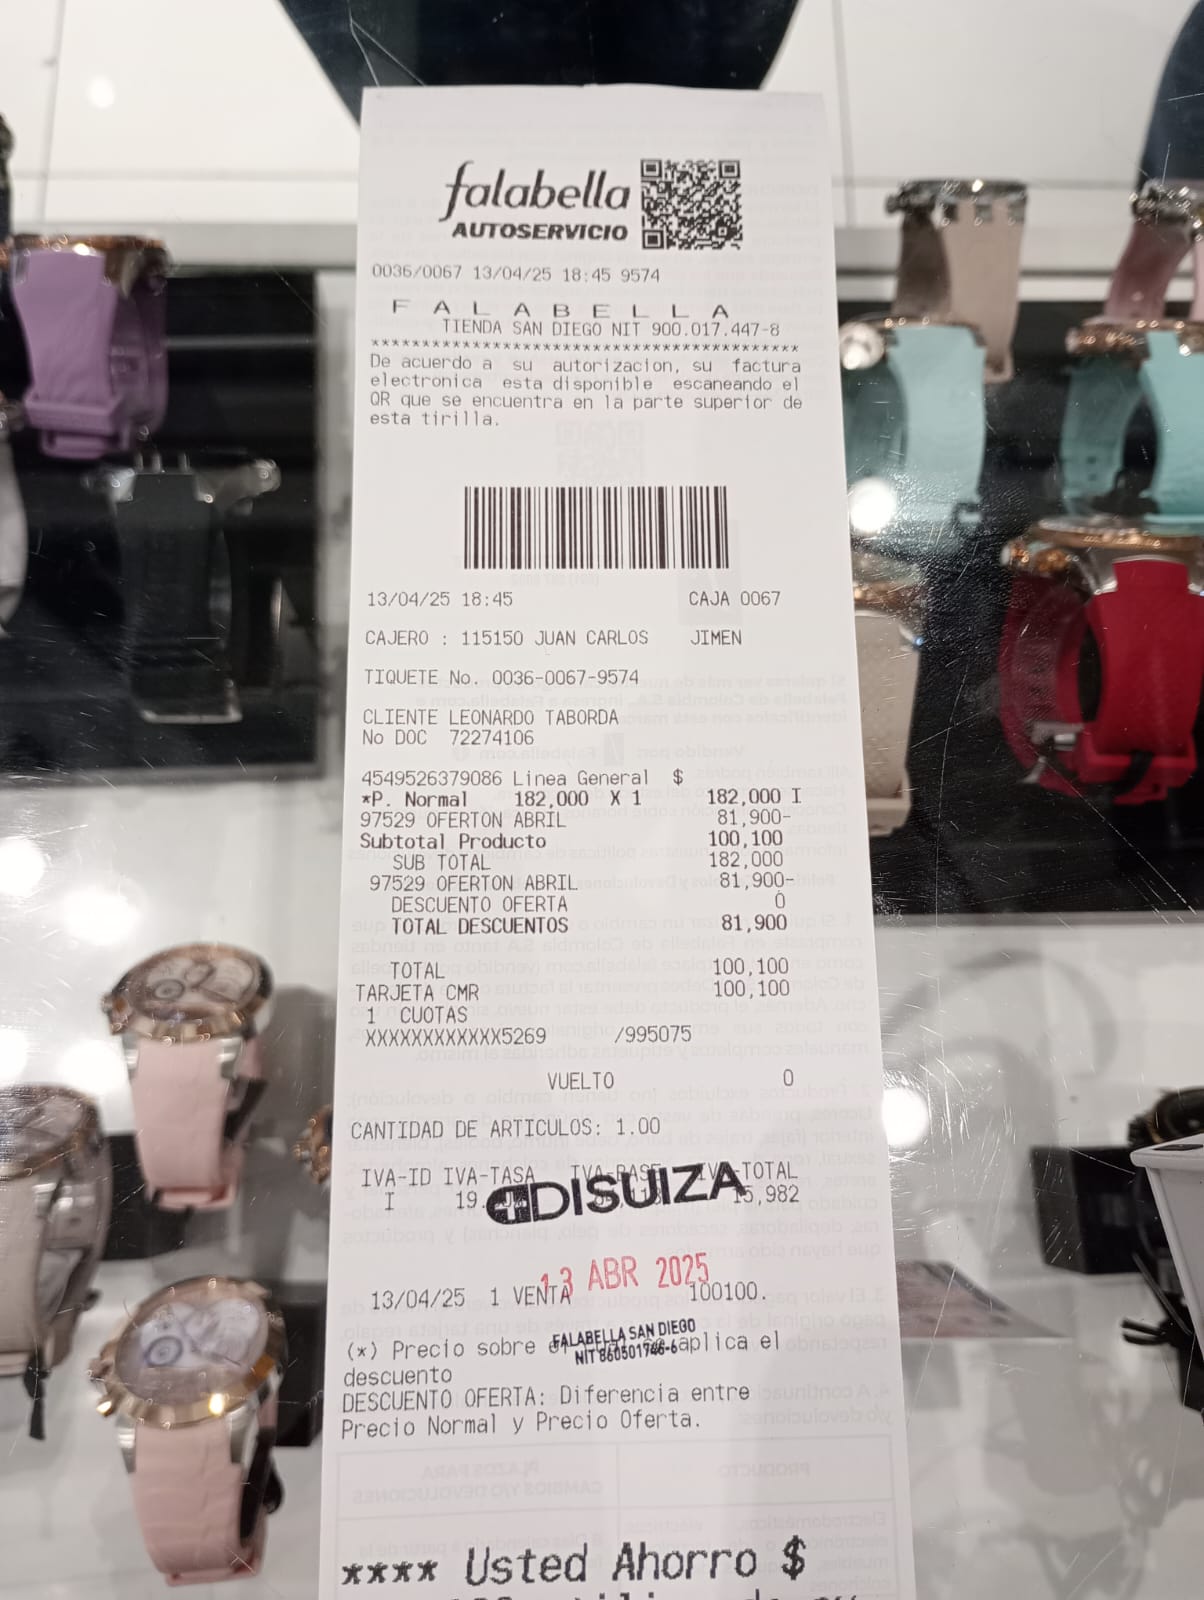 falabella
AUTOSERVICIO
0036/0067 13/04/25 18:45 9574
F A L A B E L L A
TIENDA SAN DIEGO NIT 900.017.447-8
******************************************
De acuerdo a su autorizacion, su factura
electronica esta disponible escaneando el
QR que se encuentra en la parte superior de
esta tirilla.
13/04/25 18:45 CAJA 0067
CAJERO : 115150 JUAN CARLOS JIMEN
TIQUETE No. 0036-0067-9574
CLIENTE LEONARDO TABORDA
No DOC 72274106
4549526379086 Linea General $
*P. Normal 182,000 X 1 182,000 I
97529 OFERTON ABRIL 81,900-
Subtotal Producto 100,100
SUB TOTAL 182,000
97529 OFERTON ABRIL 81,900-
DESCUENTO OFERTA 0
TOTAL DESCUENTOS 81,900
TOTAL 100,100
TARJETA CMR 100,100
1 CUOTAS
XXXXXXXXXXXX5269 /995075
VUELTO 0
CANTIDAD DE ARTICULOS: 1.00
IVA-ID IVA-TASA IVA-BASE IVA-TOTAL
I 19. 15,982
DISUIZA
13 ABR 2025
13/04/25 1 VENTA 100100.
FALABELLA SAN DIEGO
NIT 860501746-6
(*) Precio sobre el se aplica el
descuento
DESCUENTO OFERTA: Diferencia entre
Precio Normal y Precio Oferta.
**** Usted Ahorro $